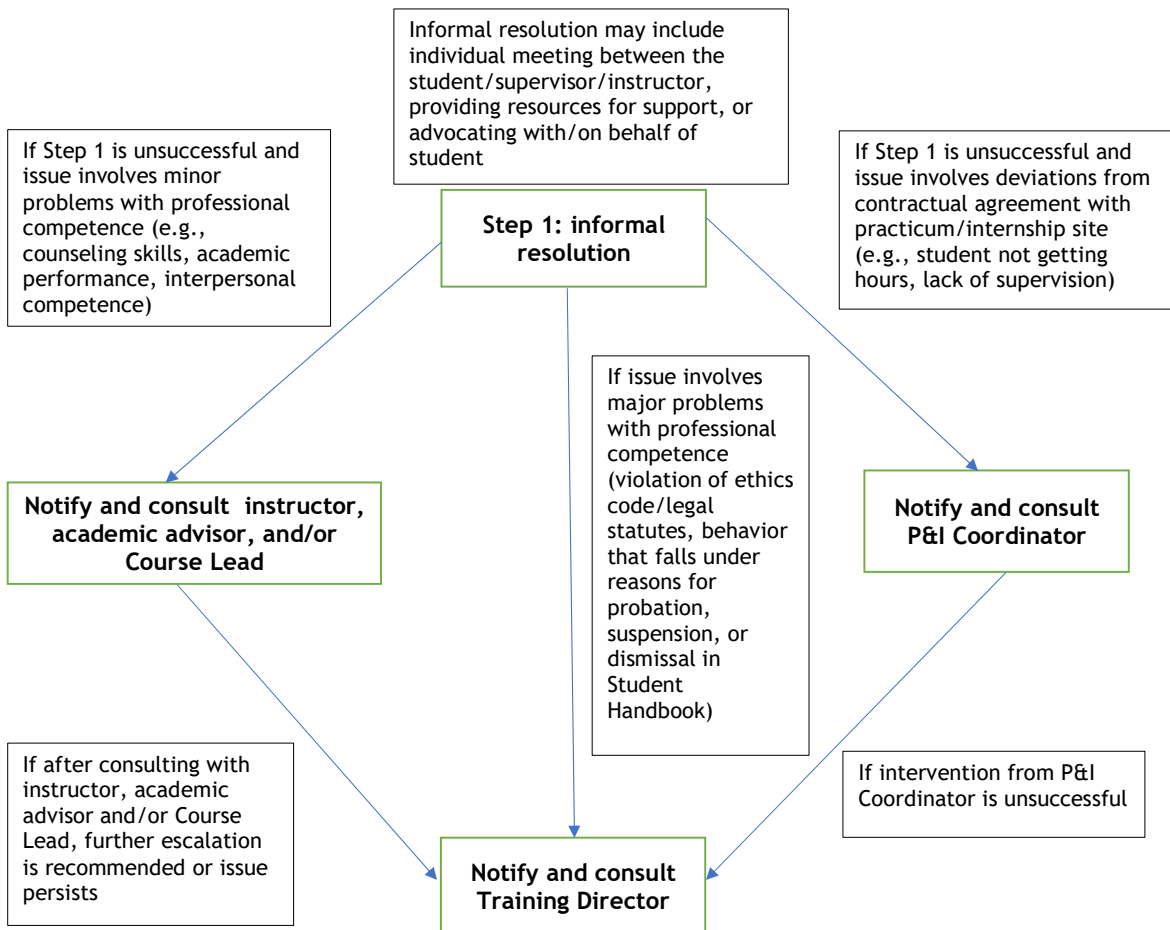 Informal resolution may include
individual meeting between the
student/supervisor/instructor,
providing resources for support, or
advocating with/on behalf of
student
If Step 1 is unsuccessful and
issue involves minor
problems with professional
competence (e.g.,
counseling skills, academic
performance, interpersonal
competence)
Step 1: informal
resolution
If Step 1 is unsuccessful and
issue involves deviations from
contractual agreement with
practicum/internship site
(e.g., student not getting
hours, lack of supervision)
If issue involves
major problems
with professional
competence
(violation of ethics
code/legal
statutes, behavior
that falls under
reasons for
probation,
suspension, or
dismissal in
Student
Handbook)
Notify and consult instructor,
academic advisor, and/or
Course Lead
Notify and consult
P&I Coordinator
If after consulting with
instructor, academic
advisor and/or Course
Lead, further escalation
is recommended or issue
persists
If intervention from P&I
Coordinator is unsuccessful
Notify and consult
Training Director